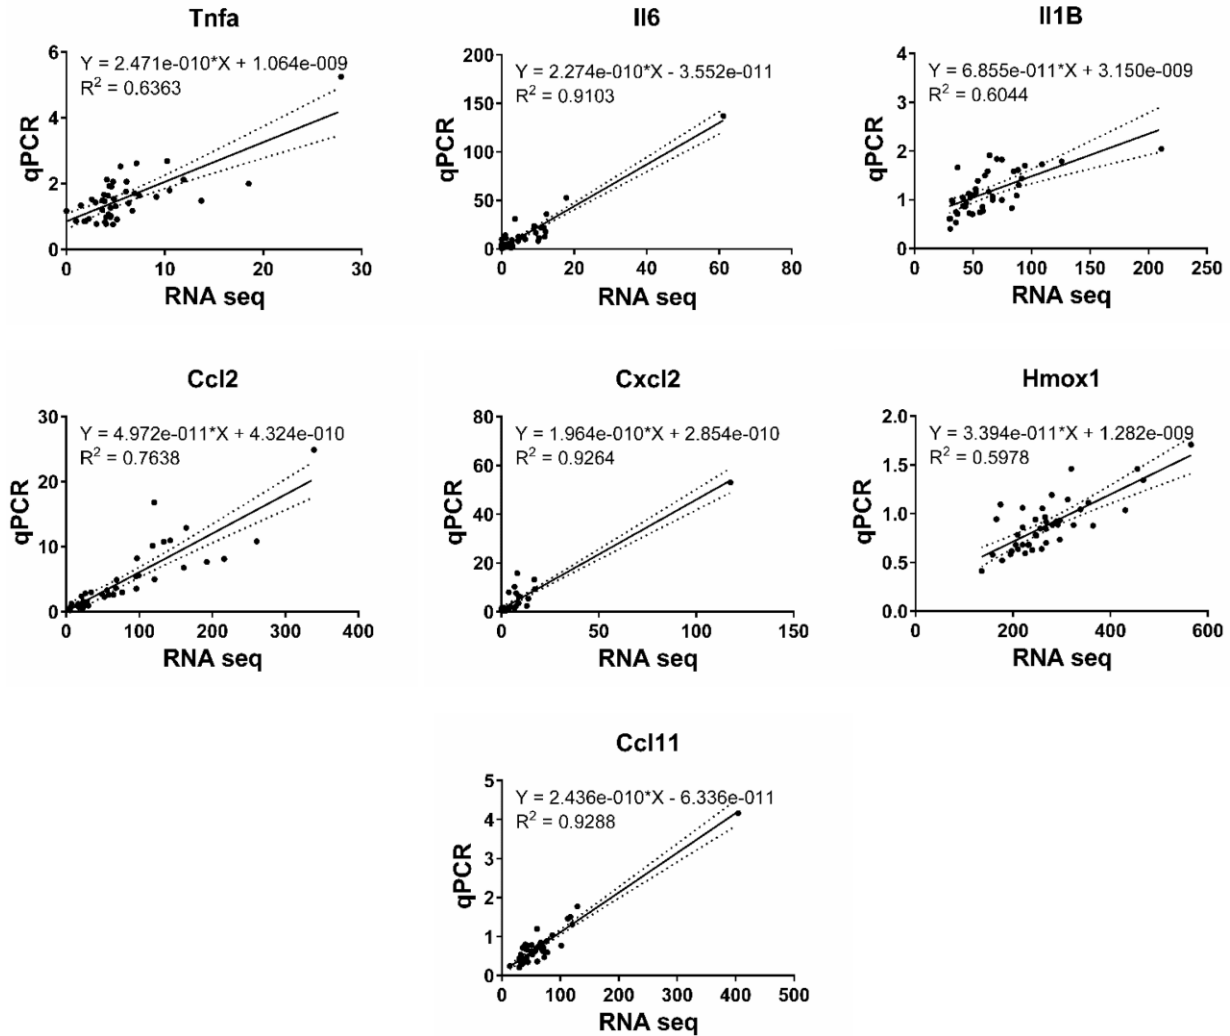 Tnfa
Y = 2.471e-010*X + 1.064e-009
R² = 0.6363
qPCR
6
4
2
0
0 10 20 30
RNA seq
Il6
Y = 2.274e-010*X - 3.552e-011
R² = 0.9103
qPCR
200
150
100
50
0
0 20 40 60 80
RNA seq
Il1B
Y = 6.855e-011*X + 3.150e-009
R² = 0.6044
qPCR
4
3
2
1
0
0 50 100 150 200 250
RNA seq
Ccl2
Y = 4.972e-011*X + 4.324e-010
R² = 0.7638
qPCR
30
20
10
0
0 100 200 300 400
RNA seq
Cxcl2
Y = 1.964e-010*X + 2.854e-010
R² = 0.9264
qPCR
80
60
40
20
0
0 50 100 150
RNA seq
Hmox1
Y = 3.394e-011*X + 1.282e-009
R² = 0.5978
qPCR
2.0
1.5
1.0
0.5
0.0
0 200 400 600
RNA seq
Ccl11
Y = 2.436e-010*X - 6.336e-011
R² = 0.9288
qPCR
5
4
3
2
1
0
0 100 200 300 400 500
RNA seq